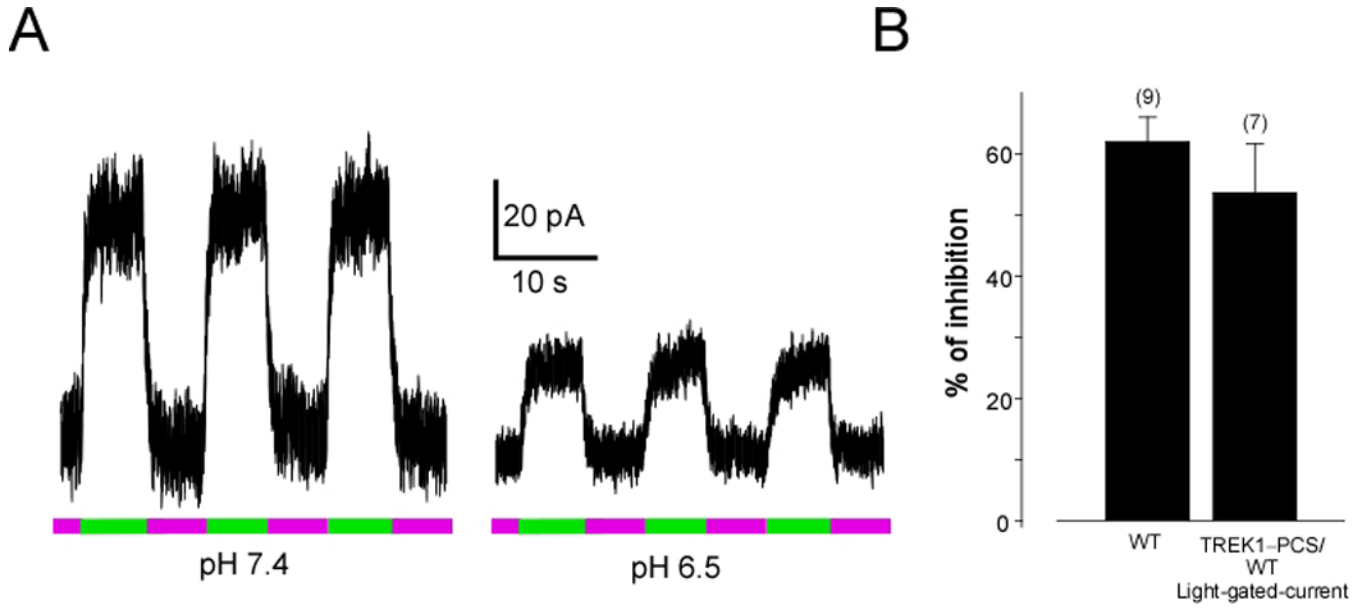 A
B
20 pA
10 s
pH 7.4
pH 6.5
% of inhibition
60
40
20
0
(9)
(7)
WT
TREK1–PCS/
WT
Light-gated-current